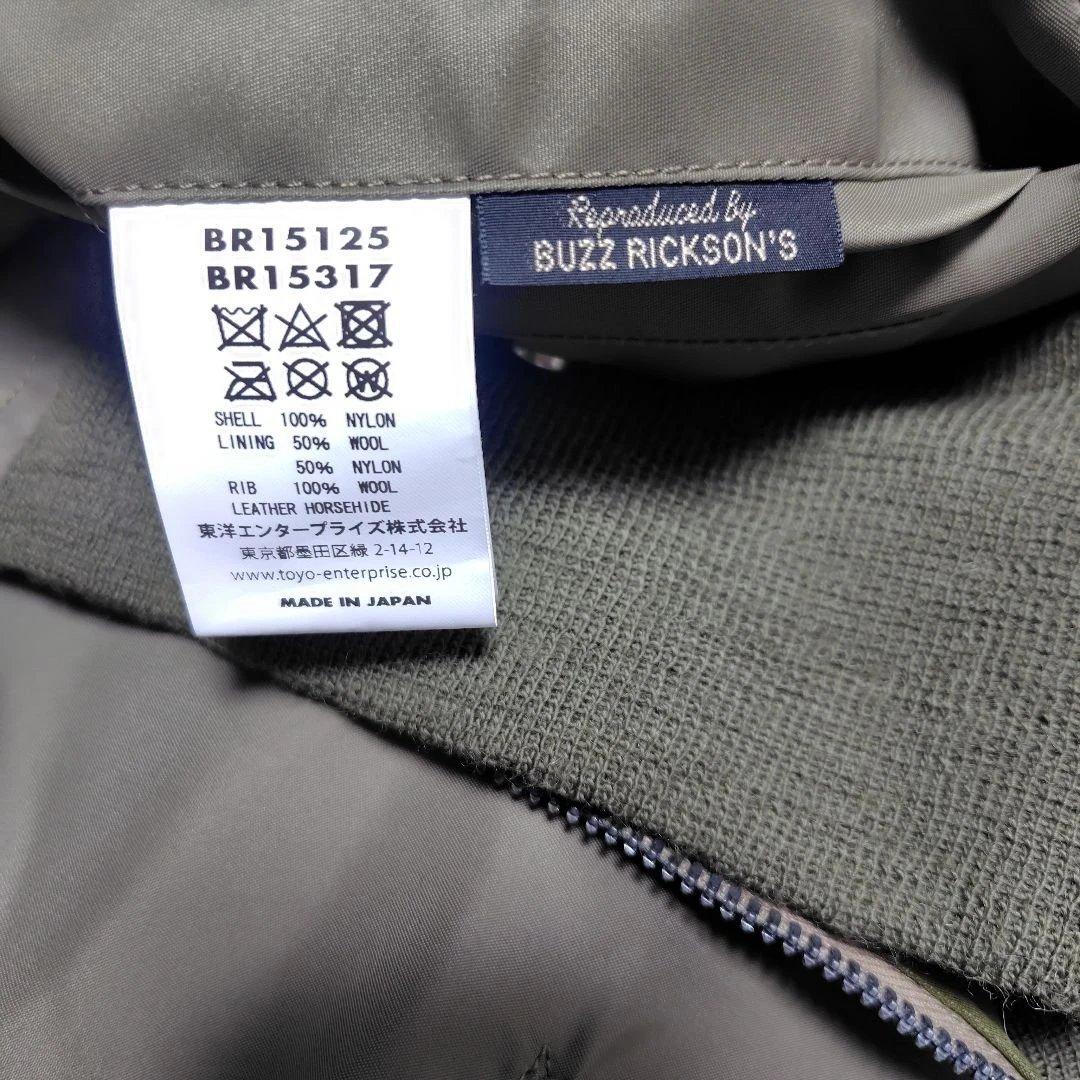 BR15125
BR15317
SHELL 100% NYLON
LINING 50% WOOL
50% NYLON
RIB 100% WOOL
LEATHER HORSEHIDE
東洋エンタープライズ株式会社
東京都墨田区緑 2-14-12
www.toyo-enterprise.co.jp
MADE IN JAPAN
Reproduced by
BUZZ RICKSON'S